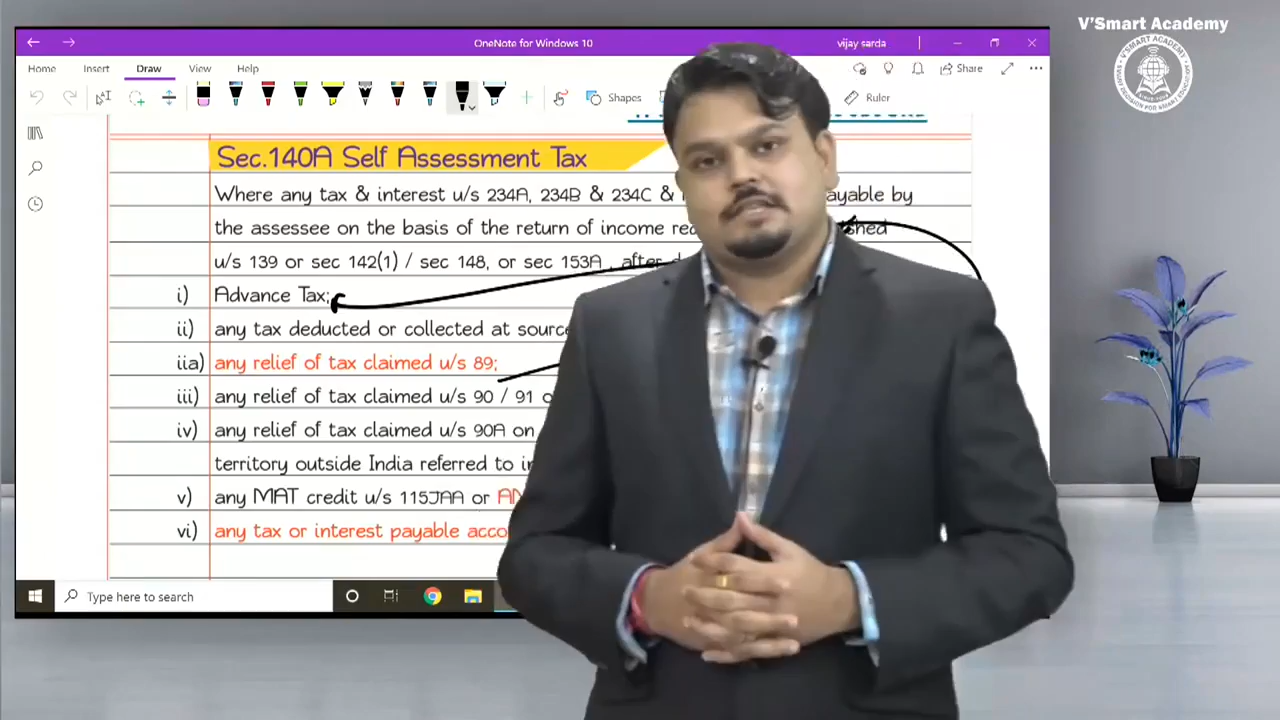 V'Smart Academy
OneNote for Windows 10
vijay sarda
Home Insert Draw View Help
Share
Shapes
Ruler
Sec.140A Self Assessment Tax
Where any tax & interest u/s 234A, 234B & 234C & ayable by
the assessee on the basis of the return of income shed
u/s 139 or sec 142(1) / sec 148, or sec 153A , after
i) Advance Tax;
ii) any tax deducted or collected at source
iia) any relief of tax claimed u/s 89;
iii) any relief of tax claimed u/s 90 / 91
iv) any relief of tax claimed u/s 90A on
territory outside India referred to
v) any MAT credit u/s 115JAA or
vi) any tax or interest payable
Type here to search